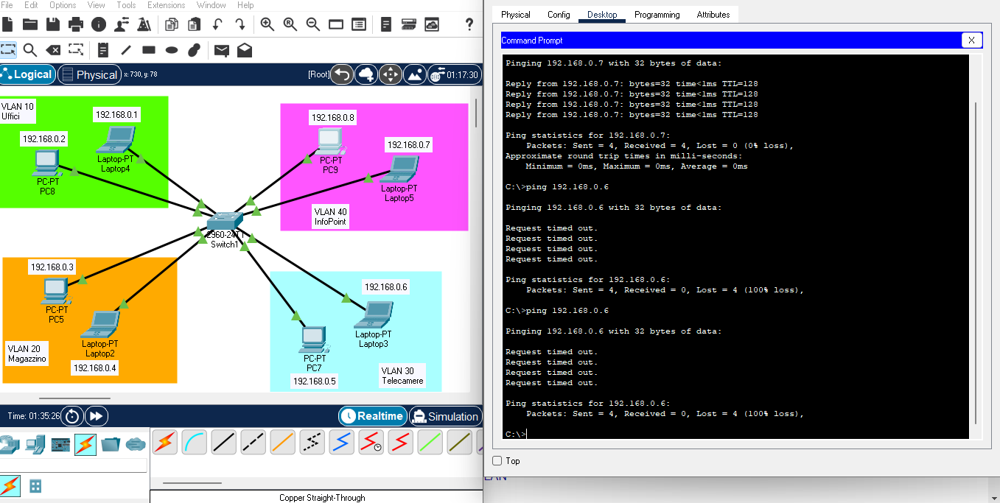 File Edit Options View Tools Extensions Window Help
?
Logical
Physical
x: 730, y: 78
[Root]
01:17:30
VLAN 10
Uffici
192.168.0.1
192.168.0.2
Laptop-PT
Laptop4
PC-PT
PC8
192.168.0.8
192.168.0.7
PC-PT
PC9
Laptop-PT
Laptop5
VLAN 40
InfoPoint
Switch1
192.168.0.3
PC-PT
PC5
Laptop-PT
Laptop2
VLAN 20
Magazzino
192.168.0.4
192.168.0.6
Laptop-PT
Laptop3
PC-PT
PC7
VLAN 30
Telecamere
192.168.0.5
Time: 01:35:26
Realtime
Simulation
Copper Straight-Through
Physical Config Desktop Programming Attributes
Command Prompt
X
Pinging 192.168.0.7 with 32 bytes of data:
Reply from 192.168.0.7: bytes=32 time<1ms TTL=128
Reply from 192.168.0.7: bytes=32 time<1ms TTL=128
Reply from 192.168.0.7: bytes=32 time<1ms TTL=128
Reply from 192.168.0.7: bytes=32 time<1ms TTL=128
Ping statistics for 192.168.0.7:
Packets: Sent = 4, Received = 4, Lost = 0 (0% loss),
Approximate round trip times in milli-seconds:
Minimum = 0ms, Maximum = 0ms, Average = 0ms
C:\>ping 192.168.0.6
Pinging 192.168.0.6 with 32 bytes of data:
Request timed out.
Request timed out.
Request timed out.
Request timed out.
Ping statistics for 192.168.0.6:
Packets: Sent = 4, Received = 0, Lost = 4 (100% loss),
C:\>ping 192.168.0.6
Pinging 192.168.0.6 with 32 bytes of data:
Request timed out.
Request timed out.
Request timed out.
Request timed out.
Ping statistics for 192.168.0.6:
Packets: Sent = 4, Received = 0, Lost = 4 (100% loss),
C:\>
Top